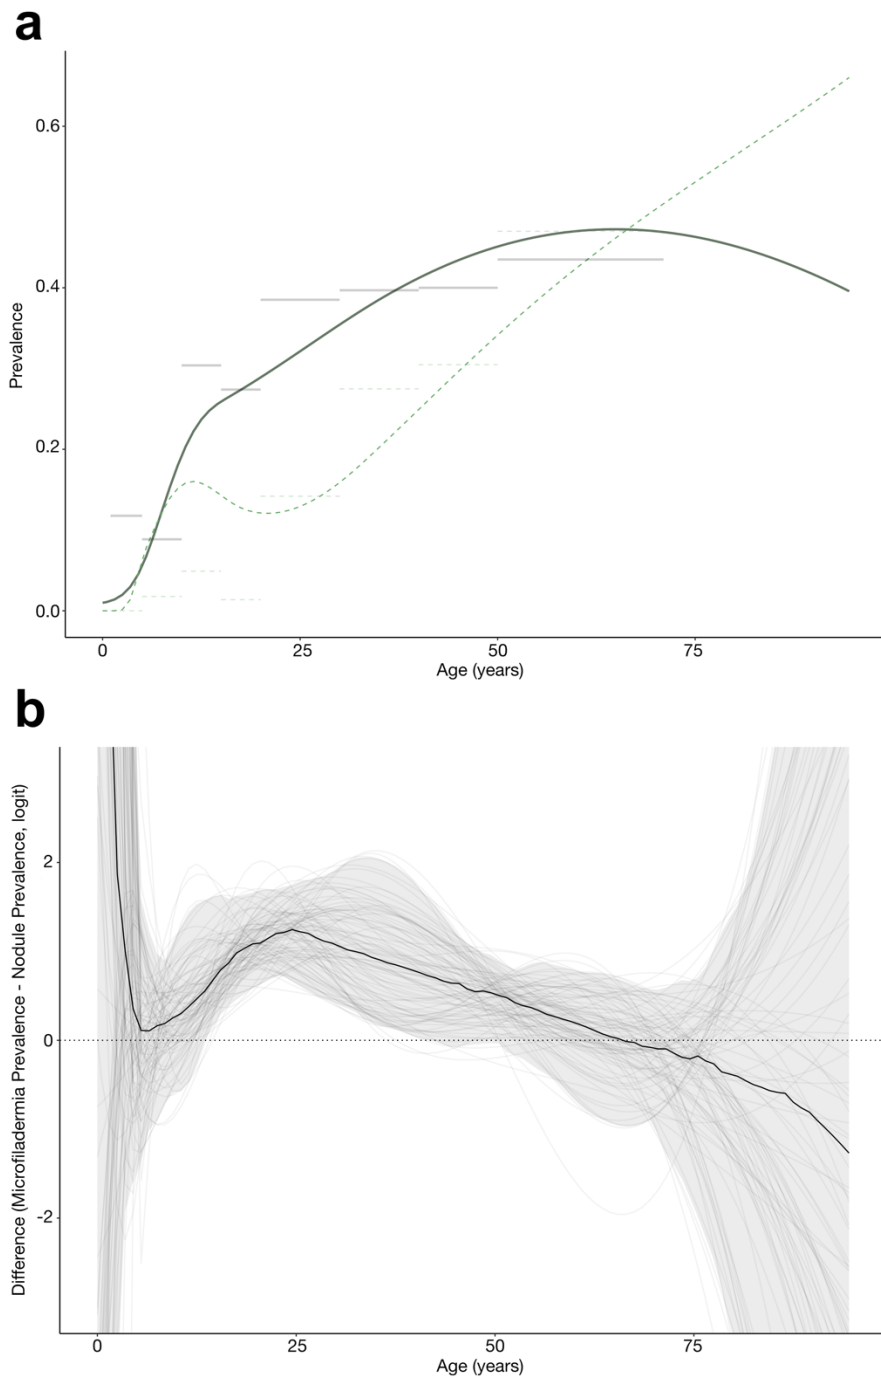 a
0.6
0.4
0.2
0.0
Prevalence
0 25 50 75
Age (years)
b
2
0
-2
Difference (Microfiladermia Prevalence - Nodule Prevalence, logit)
0 25 50 75
Age (years)